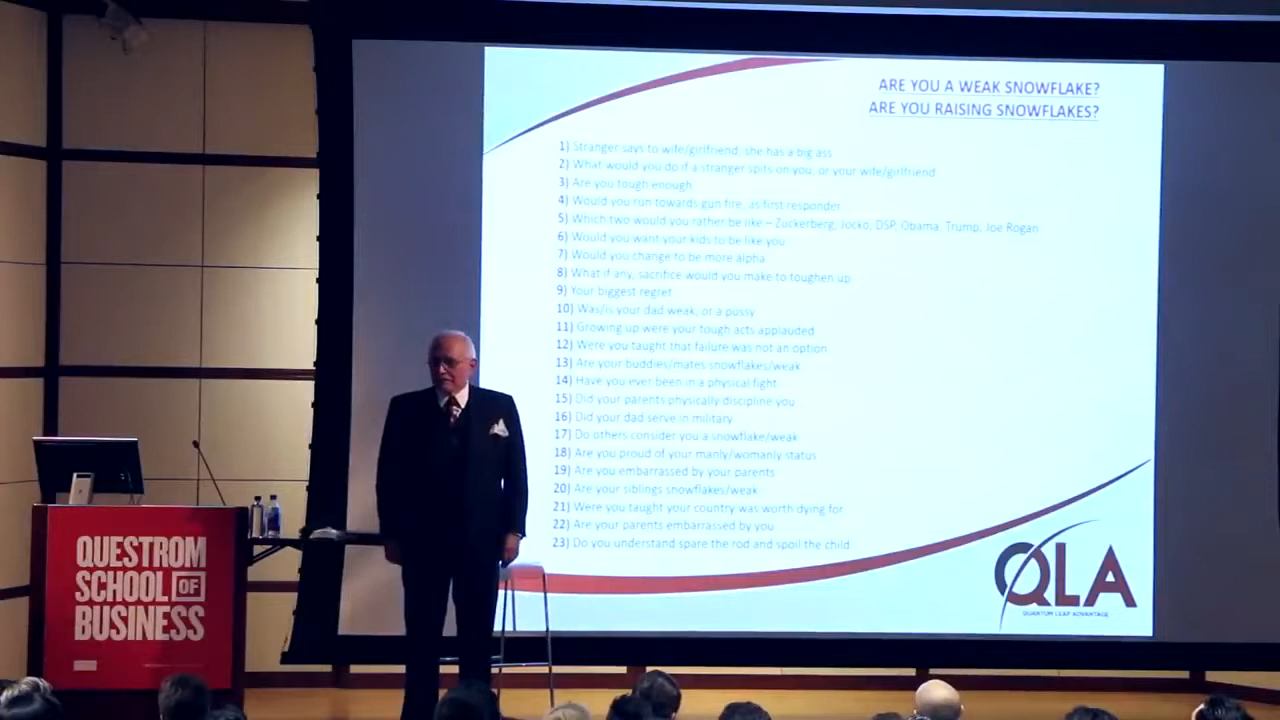 ARE YOU A WEAK SNOWFLAKE?
ARE YOU RAISING SNOWFLAKES?
1) Stranger says to wife/girlfriend, she has a big ass
2) What would you do if a stranger spits on you, or your wife/girlfriend
3) Are you tough enough
4) Would you run towards gun fire, as first responder
5) Which two would you rather be like – Zuckerberg, Jocko, DSP, Obama, Trump, Joe Rogan
6) Would you want your kids to be like you
7) Would you change to be more alpha
8) What if any, sacrifice would you make to toughen up
9) Your biggest regret
10) Was/is your dad weak, or a pussy
11) Growing up were your tough acts applauded
12) Were you taught that failure was not an option
13) Are your buddies/mates snowflakes/weak
14) Have you ever been in a physical fight
15) Did your parents physically discipline you
16) Did your dad serve in military
17) Do others consider you a snowflake/weak
18) Are you proud of your manly/womanly status
19) Are you embarrassed by your parents
20) Are your siblings snowflakes/weak
21) Were you taught your country was worth dying for
22) Are your parents embarrassed by you
23) Do you understand spare the rod and spoil the child
QLA
QUANTUM LEAP ADVANTAGE
QUESTROM
SCHOOL OF
BUSINESS